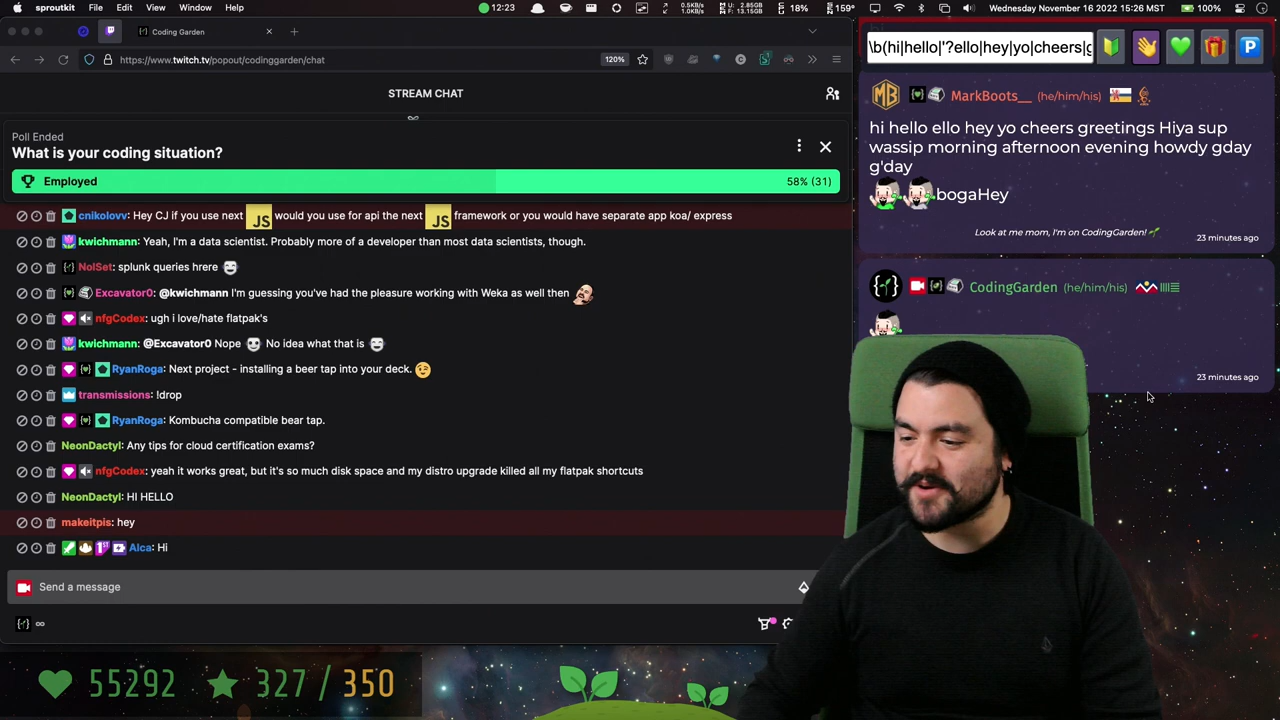 sproutkit File Edit View Window Help
12:23
U: 2.85GB
F: 13.15GB
18%
159°
Wednesday November 16 2022 15:26 MST
100%
Coding Garden
https://www.twitch.tv/popout/codinggarden/chat
120%
STREAM CHAT
Poll Ended
What is your coding situation?
Employed 58% (31)
cnikolovv: Hey CJ if you use next JS would you use for api the next JS framework or you would have separate app koa/ express
kwichmann: Yeah, I'm a data scientist. Probably more of a developer than most data scientists, though.
NolSet: splunk queries hrere
Excavator0: @kwichmann I'm guessing you've had the pleasure working with Weka as well then
nfgCodex: ugh i love/hate flatpak's
kwichmann: @Excavator0 Nope No idea what that is
RyanRoga: Next project - installing a beer tap into your deck.
transmissions: !drop
RyanRoga: Kombucha compatible bear tap.
NeonDactyl: Any tips for cloud certification exams?
nfgCodex: yeah it works great, but it's so much disk space and my distro upgrade killed all my flatpak shortcuts
NeonDactyl: HI HELLO
makeitpis: hey
Alca: Hi
Send a message
∞
\b(hi|hello|'?ello|hey|yo|cheers|g
MB MarkBoots__ (he/him/his)
hi hello ello hey yo cheers greetings Hiya sup
wassip morning afternoon evening howdy gday
g'day
bogaHey
Look at me mom, I'm on CodingGarden!
23 minutes ago
CodingGarden (he/him/his)
23 minutes ago
55292 327 / 350